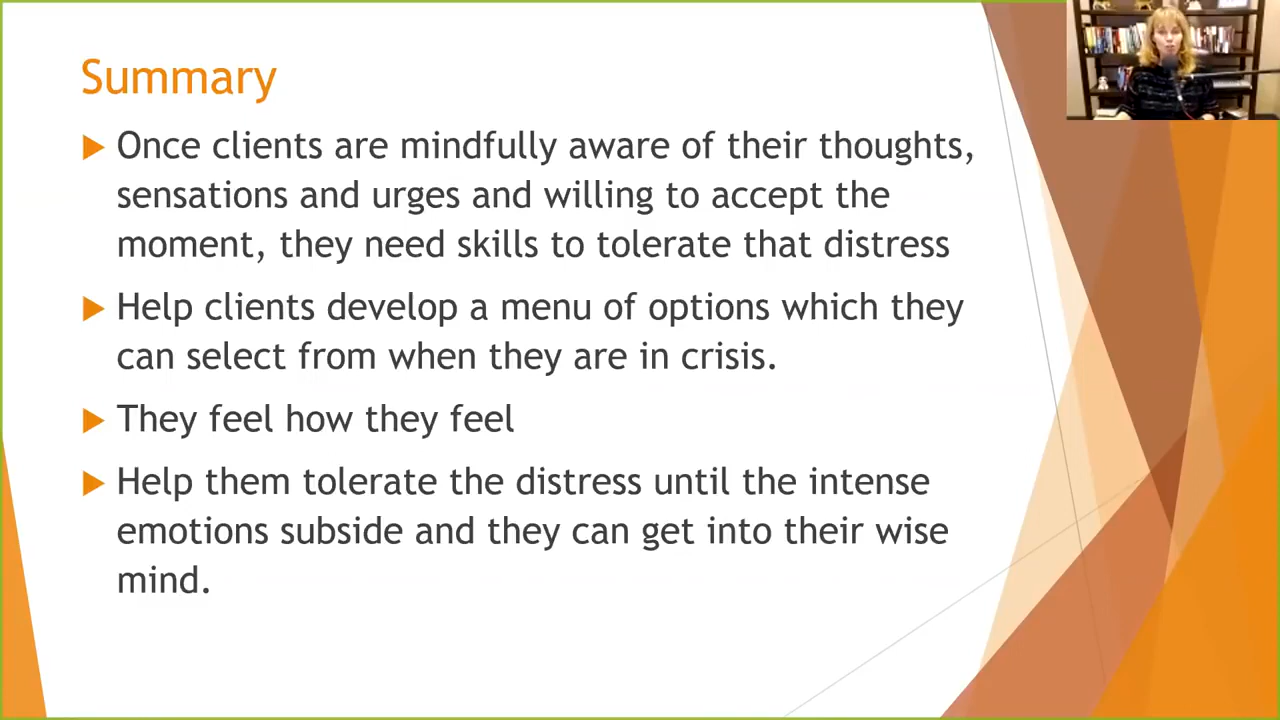 Summary
Once clients are mindfully aware of their thoughts,
sensations and urges and willing to accept the
moment, they need skills to tolerate that distress
Help clients develop a menu of options which they
can select from when they are in crisis.
They feel how they feel
Help them tolerate the distress until the intense
emotions subside and they can get into their wise
mind.